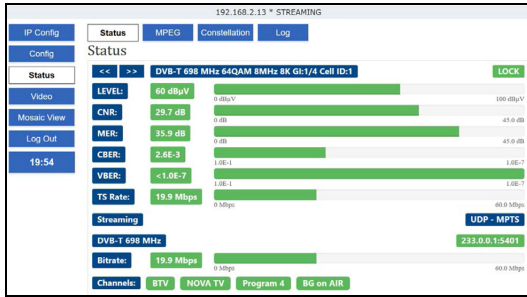 192.168.2.13 * STREAMING
IP Config
Config
Status
Video
Mosaic View
Log Out
19:54
Status MPEG Constellation Log
Status
<< >> DVB-T 698 MHz 64QAM 8MHz 8K GI:1/4 Cell ID:1 LOCK
LEVEL: 60 dBµV
0 dBµV 100 dBµV
CNR: 29.7 dB
0 dB 45.0 dB
MER: 35.9 dB
0 dB 45.0 dB
CBER: 2.6E-3
1.0E-1 1.0E-7
VBER: <1.0E-7
1.0E-1 1.0E-7
TS Rate: 19.9 Mbps
0 Mbps 60.0 Mbps
Streaming UDP - MPTS
DVB-T 698 MHz 233.0.0.1:5401
Bitrate: 19.9 Mbps
0 Mbps 60.0 Mbps
Channels: BTV NOVA TV Program 4 BG on AIR